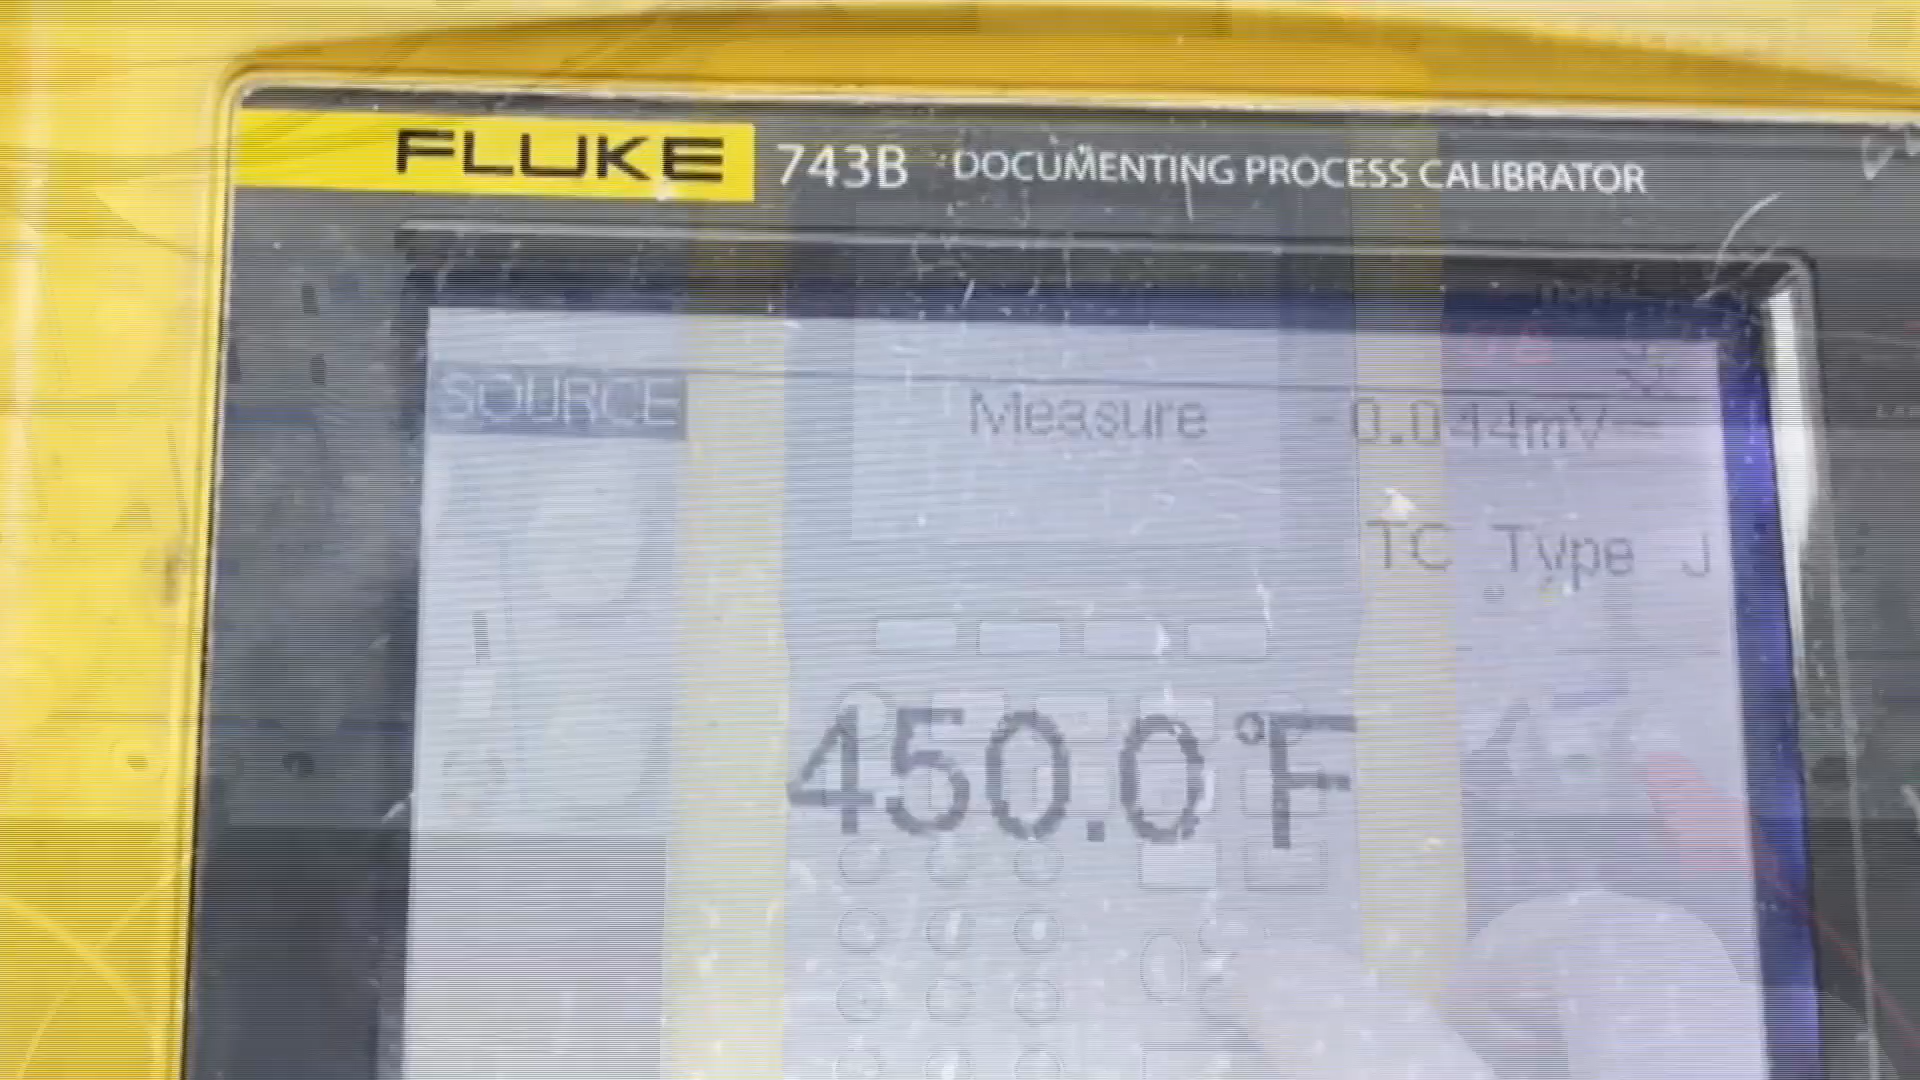 FLUKE 743B DOCUMENTING PROCESS CALIBRATOR
SOURCE Measure -0.044mV
TC Type J
450.0°F